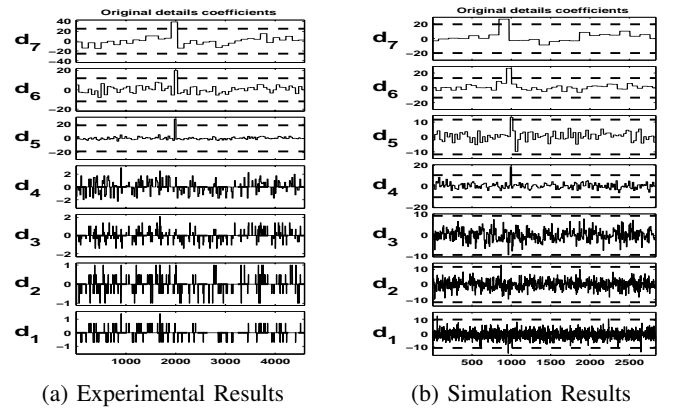 Original details coefficients
d7
40
20
0
−20
−40
d6
20
0
−20
d5
20
0
−20
d4
2
0
−2
d3
2
0
−2
d2
1
0
−1
d1
1
0
−1
1000 2000 3000 4000
(a) Experimental Results
Original details coefficients
d7
20
0
−20
d6
20
0
−20
d5
10
0
−10
d4
20
0
−20
d3
10
0
−10
d2
10
0
−10
d1
10
0
−10
500 1000 1500 2000 2500
(b) Simulation Results